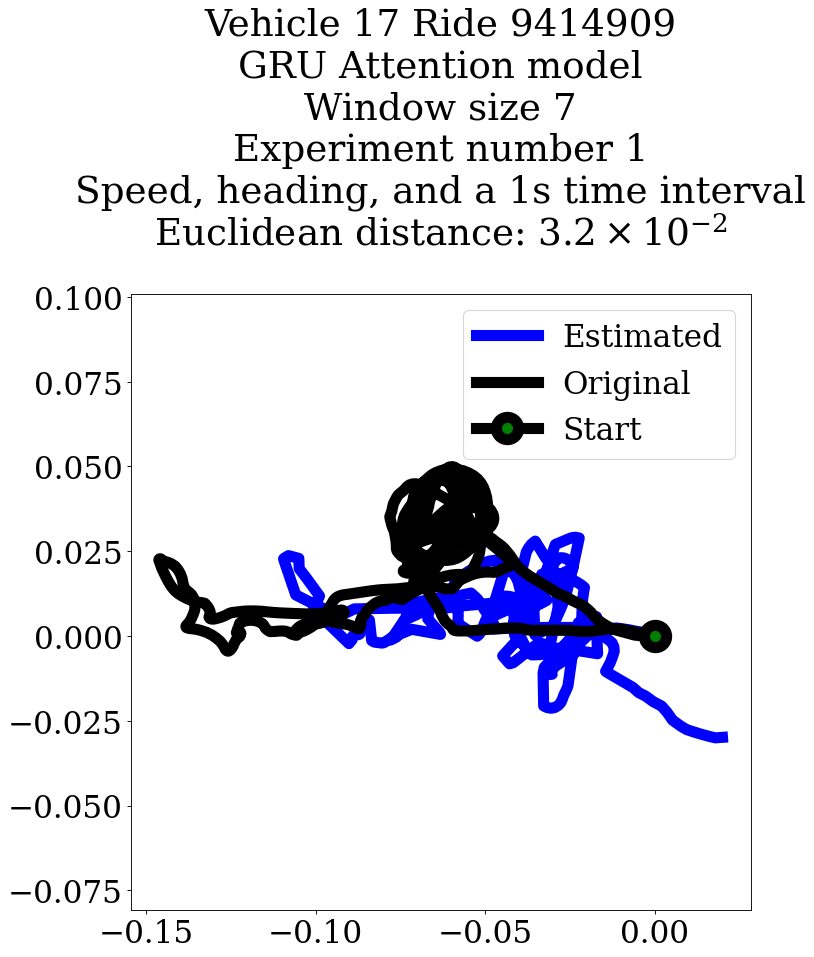 Vehicle 17 Ride 9414909
GRU Attention model
Window size 7
Experiment number 1
Speed, heading, and a 1s time interval
Euclidean distance: 3.2 × 10⁻²
Estimated
Original
Start
0.100
0.075
0.050
0.025
0.000
−0.025
−0.050
−0.075
−0.15
−0.10
−0.05
0.00